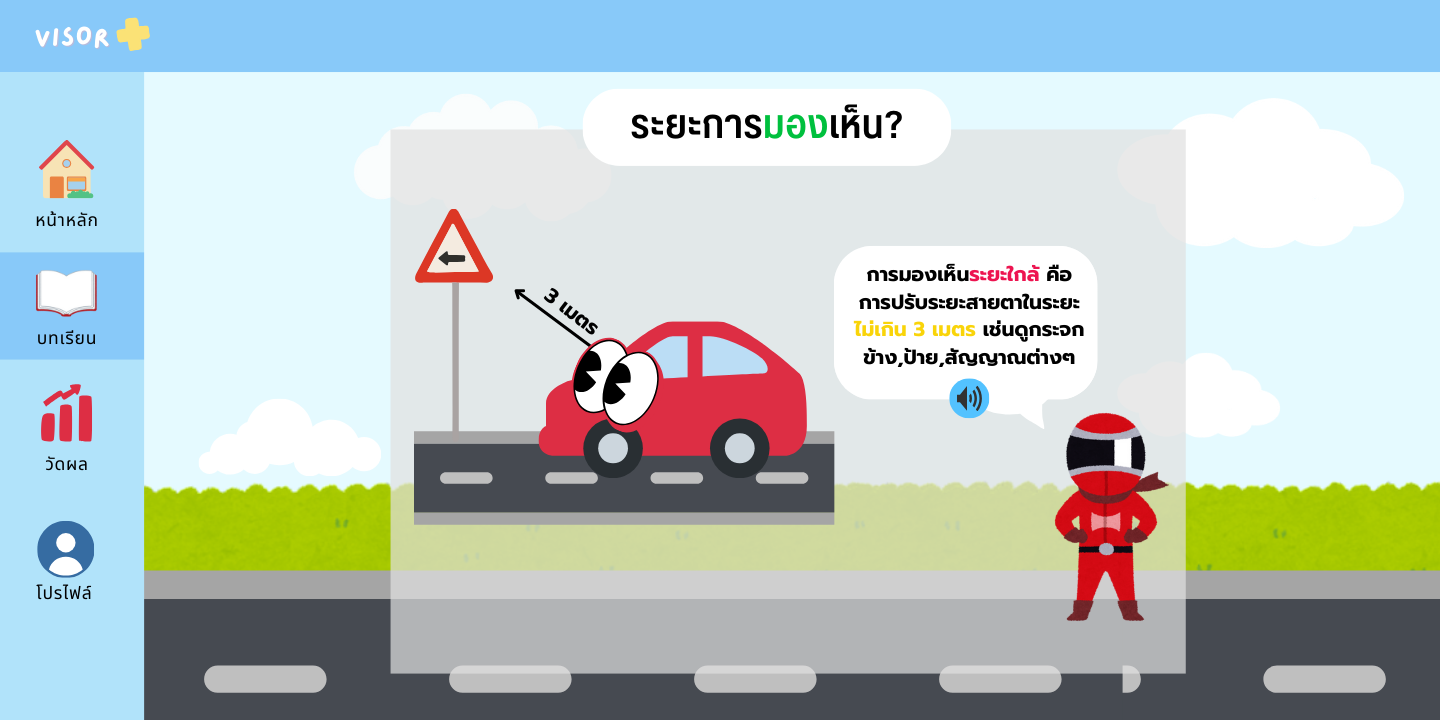 VISOR
ระยะการมองเห็น?
หน้าหลัก
บทเรียน
วัดผล
โปรไฟล์
3 เมตร
การมองเห็นระยะใกล้ คือ
การปรับระยะสายตาในระยะ
ไม่เกิน 3 เมตร เช่นดูกระจก
ข้าง,ป้าย,สัญญาณต่างๆ